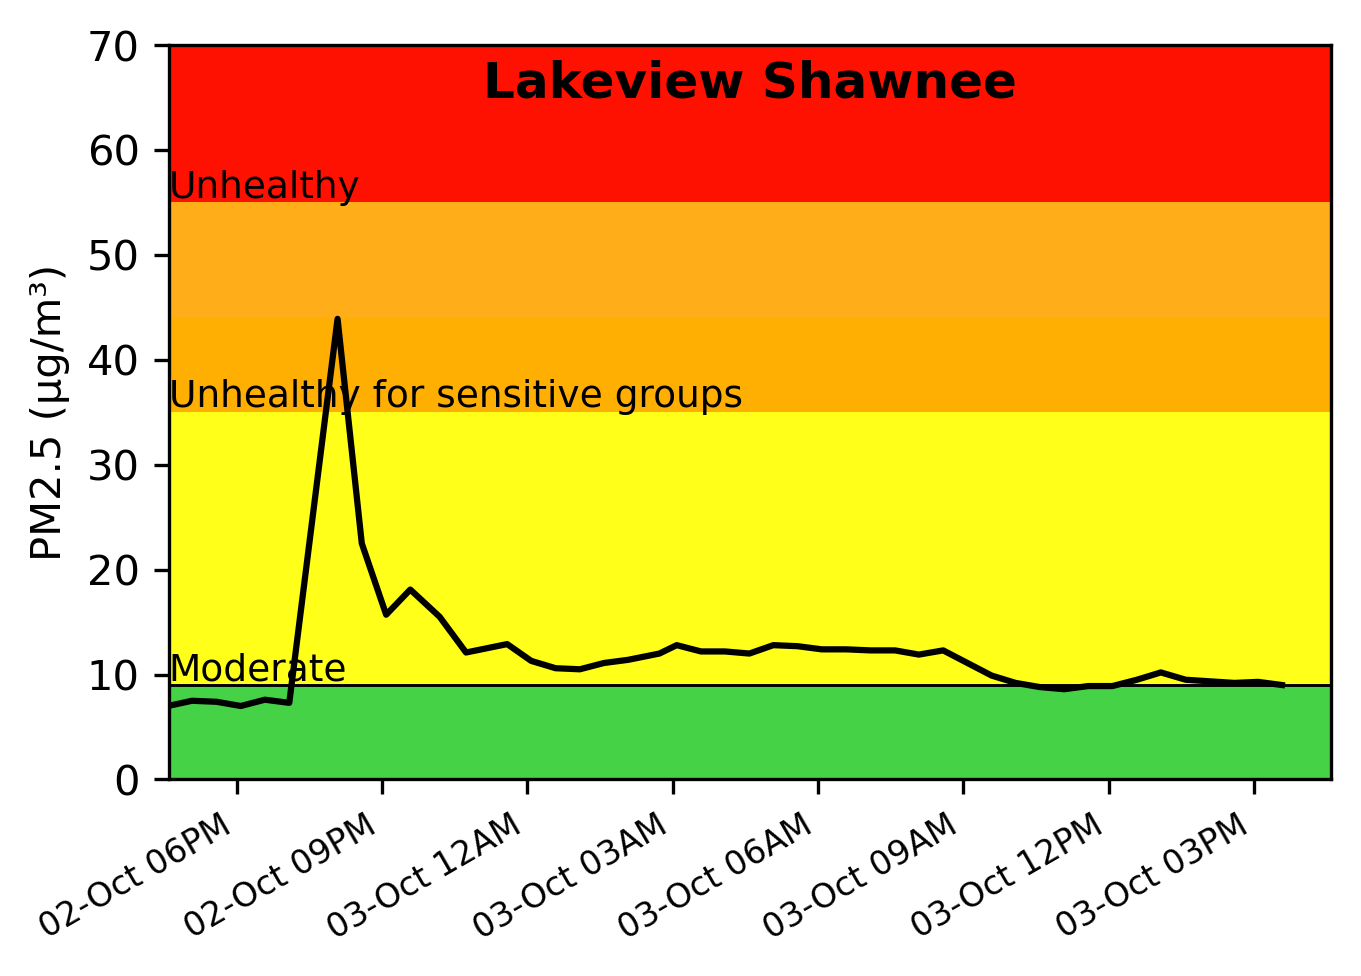 Lakeview Shawnee
PM2.5 (µg/m³)
70
60
50
40
30
20
10
0
Unhealthy
Unhealthy for sensitive groups
Moderate
02-Oct 06PM
02-Oct 09PM
03-Oct 12AM
03-Oct 03AM
03-Oct 06AM
03-Oct 09AM
03-Oct 12PM
03-Oct 03PM